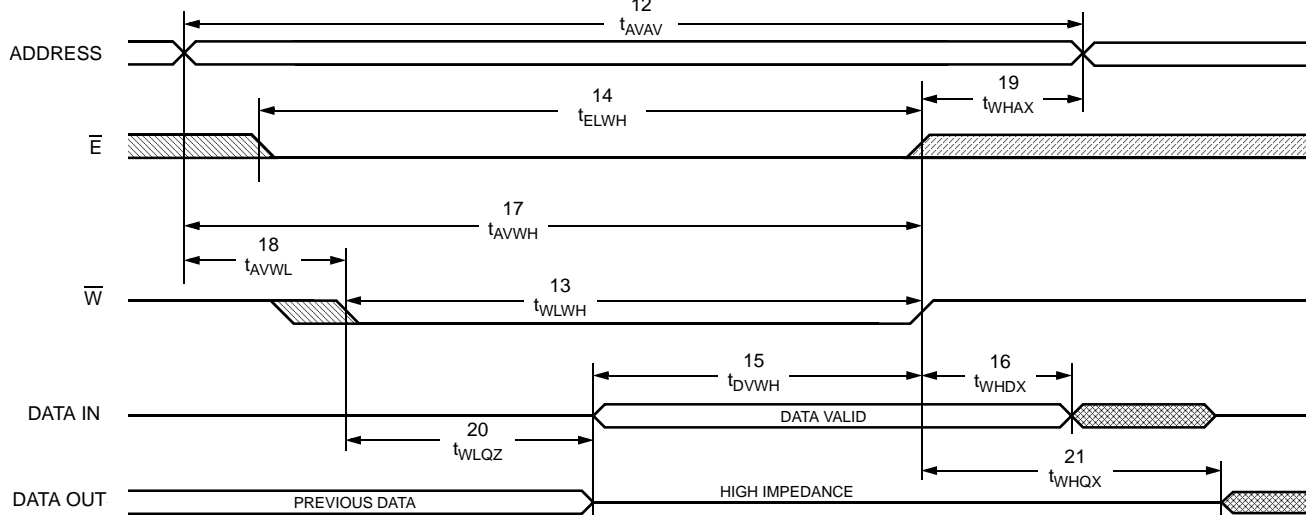 12
tAVAV
ADDRESS
19
tWHAX
14
tELWH
E
17
tAVWH
18
tAVWL
W
13
tWLWH
15
tDVWH
16
tWHDX
DATA IN
DATA VALID
20
tWLQZ
21
tWHQX
DATA OUT
PREVIOUS DATA
HIGH IMPEDANCE